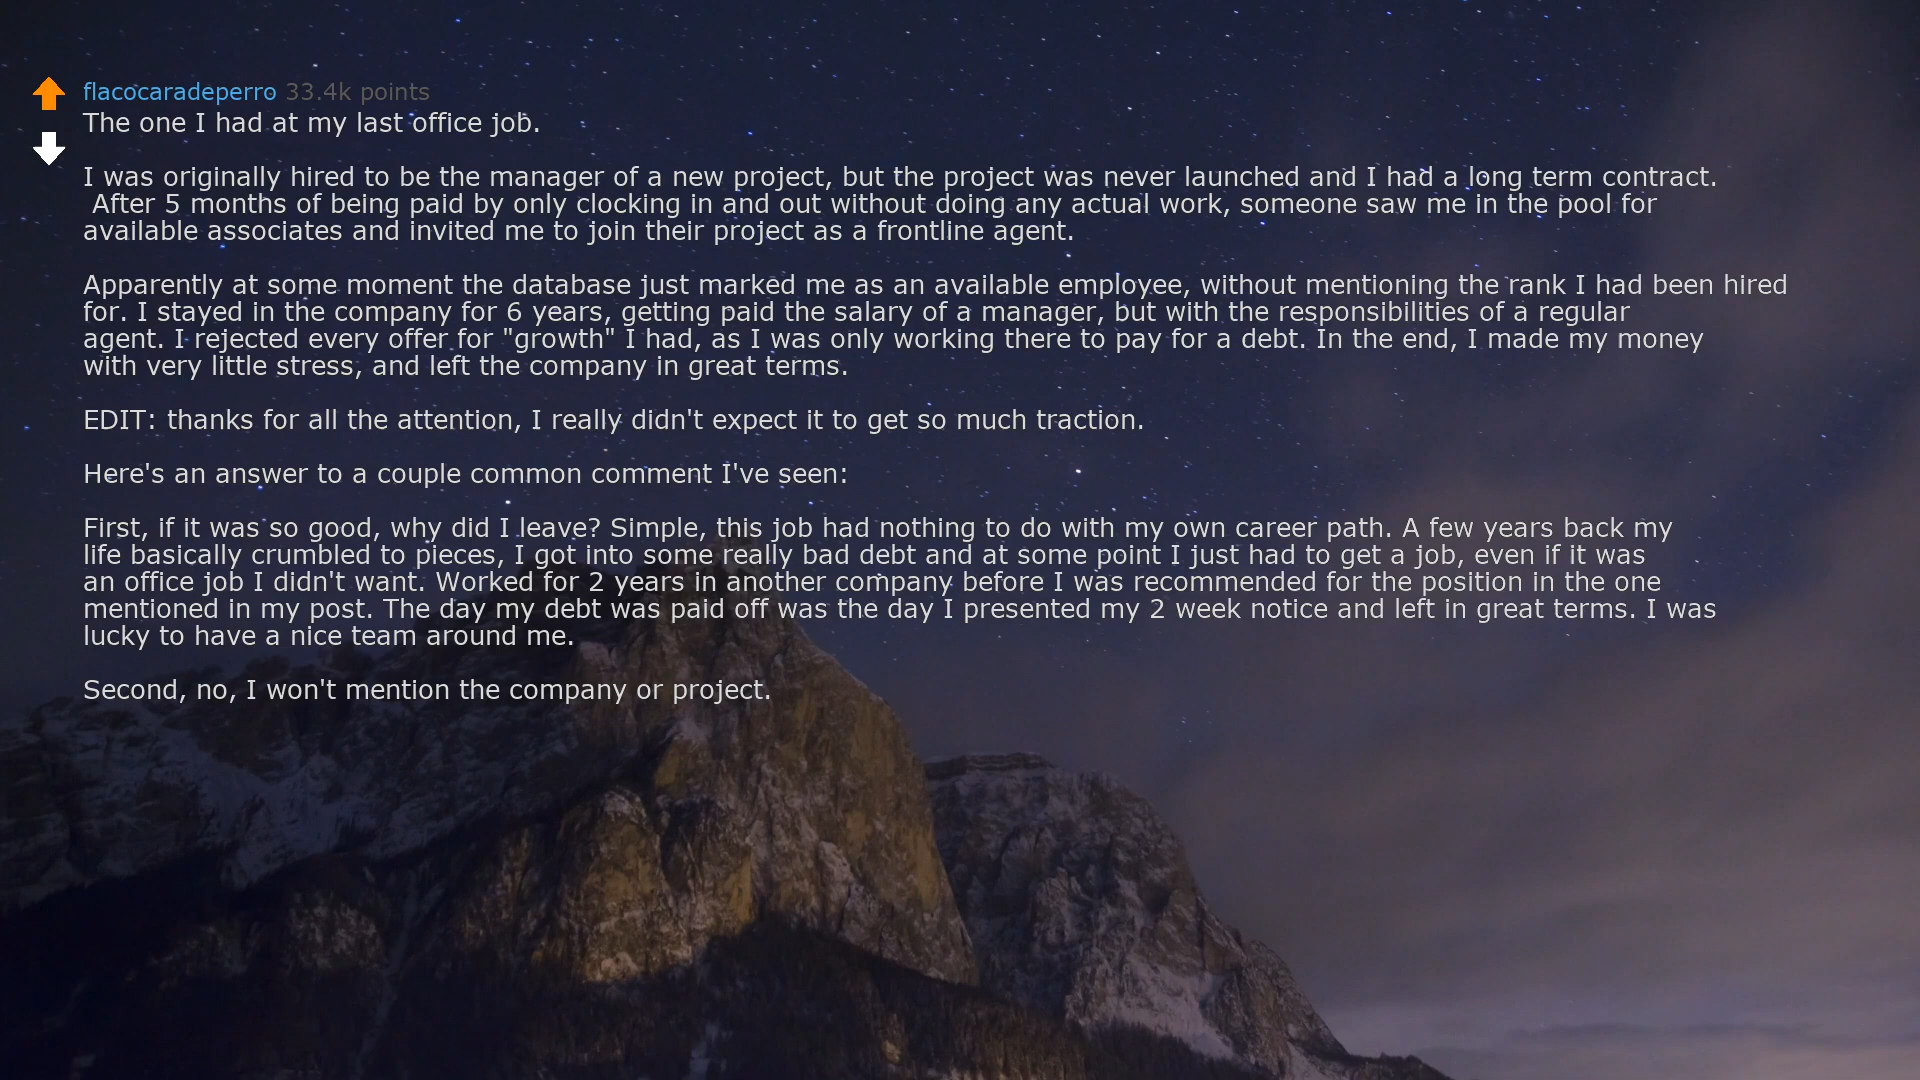 flacocaradeperro 33.4k points
The one I had at my last office job.
I was originally hired to be the manager of a new project, but the project was never launched and I had a long term contract.
After 5 months of being paid by only clocking in and out without doing any actual work, someone saw me in the pool for
available associates and invited me to join their project as a frontline agent.
Apparently at some moment the database just marked me as an available employee, without mentioning the rank I had been hired
for. I stayed in the company for 6 years, getting paid the salary of a manager, but with the responsibilities of a regular
agent. I rejected every offer for "growth" I had, as I was only working there to pay for a debt. In the end, I made my money
with very little stress, and left the company in great terms.
EDIT: thanks for all the attention, I really didn't expect it to get so much traction.
Here's an answer to a couple common comment I've seen:
First, if it was so good, why did I leave? Simple, this job had nothing to do with my own career path. A few years back my
life basically crumbled to pieces, I got into some really bad debt and at some point I just had to get a job, even if it was
an office job I didn't want. Worked for 2 years in another company before I was recommended for the position in the one
mentioned in my post. The day my debt was paid off was the day I presented my 2 week notice and left in great terms. I was
lucky to have a nice team around me.
Second, no, I won't mention the company or project.